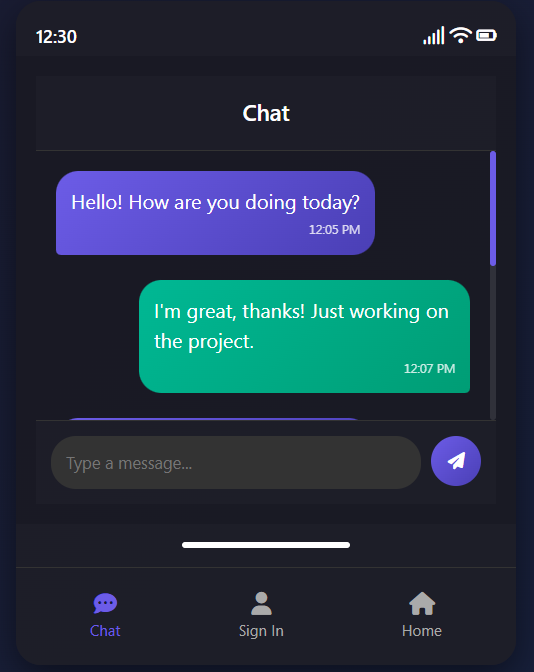 12:30
Chat
Hello! How are you doing today?
12:05 PM
I'm great, thanks! Just working on
the project.
12:07 PM
Type a message...
Chat
Sign In
Home